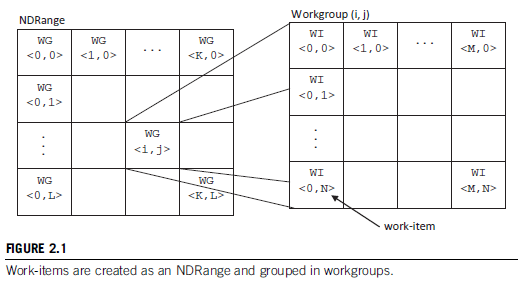 NDRange
Workgroup (i, j)
WG WG ... WG
<0,0> <1,0> <K,0>
WG
<0,1>
WG
<i,j>
WG WG
<0,L> <K,L>
WI WI ... WI
<0,0> <1,0> <M,0>
WI
<0,1>
WI WI
<0,N> <M,N>
work-item
FIGURE 2.1
Work-items are created as an NDRange and grouped in workgroups.